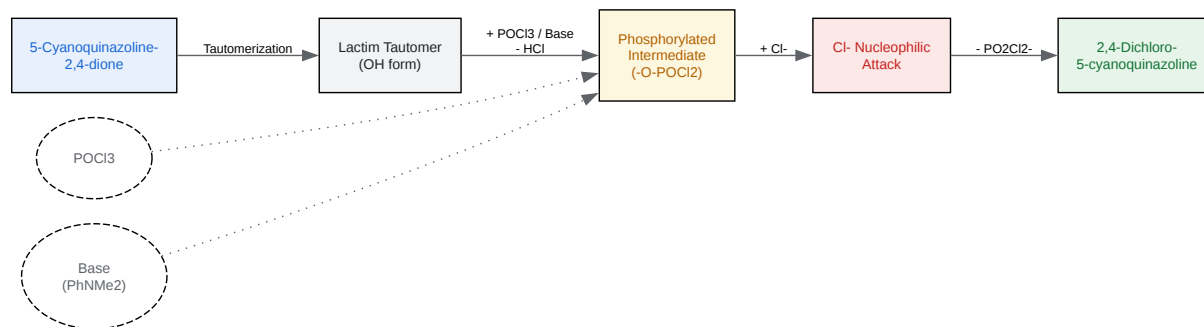 5-Cyanoquinazoline-
2,4-dione
Tautomerization
Lactim Tautomer
(OH form)
+ POCl3 / Base
- HCl
Phosphorylated
Intermediate
(-O-POCl2)
+ Cl-
Cl- Nucleophilic
Attack
- PO2Cl2-
2,4-Dichloro-
5-cyanoquinazoline
POCl3
Base
(PhNMe2)